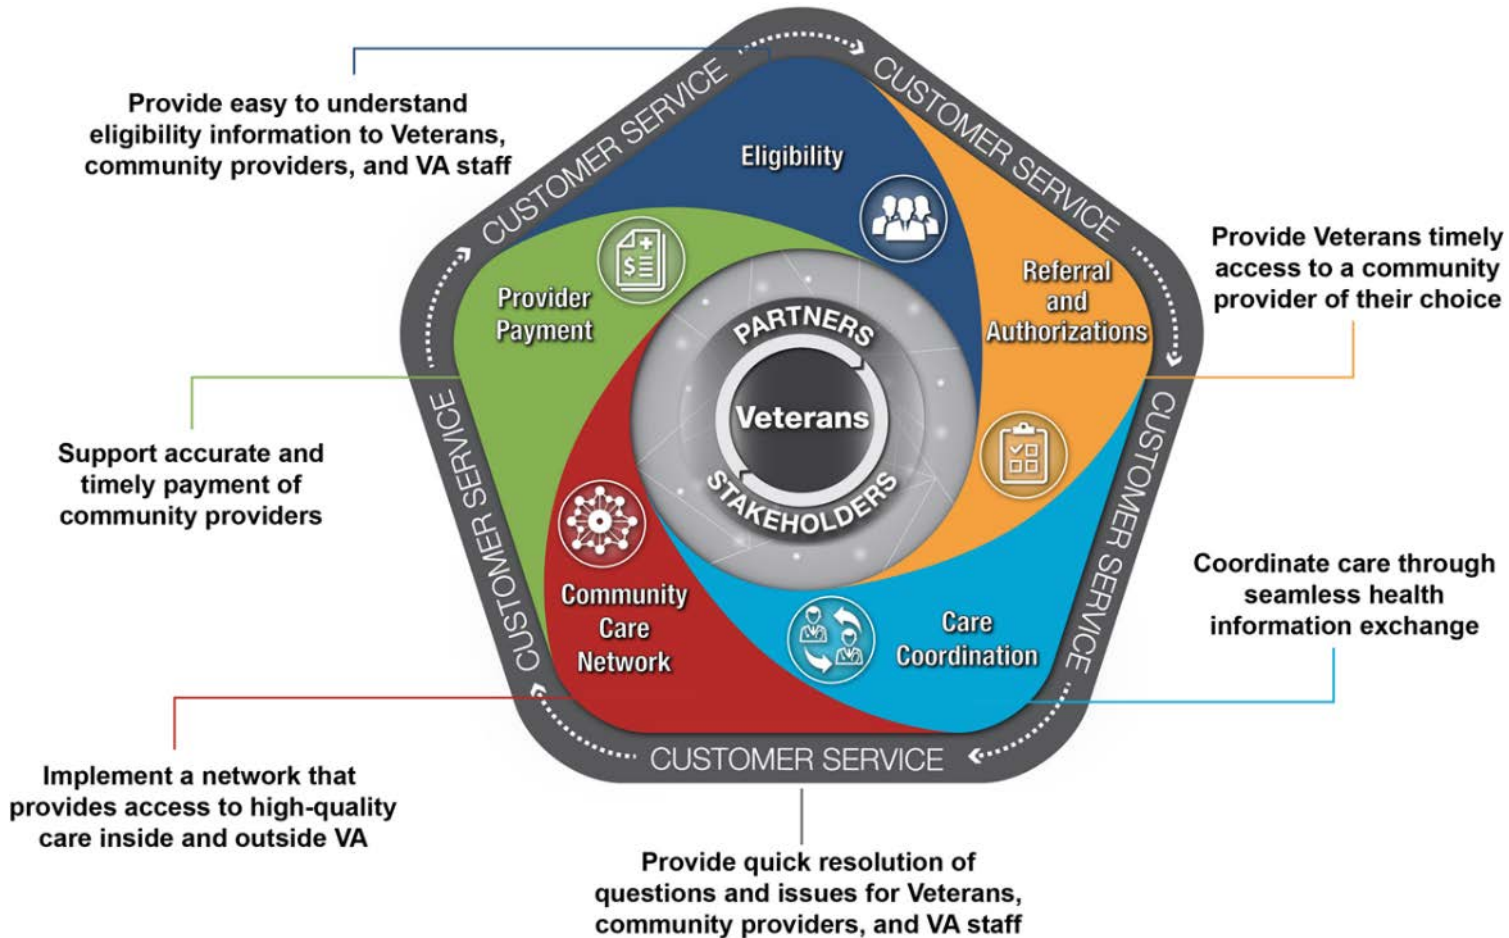 CUSTOMER SERVICE
CUSTOMER SERVICE
Provide easy to understand
eligibility information to Veterans,
community providers, and VA staff
Eligibility
Provider
Payment
Referral
and
Authorizations
Provide Veterans timely
access to a community
provider of their choice
$
PARTNERS
Veterans
STAKEHOLDERS
CUSTOMER SERVICE
CUSTOMER SERVICE
Support accurate and
timely payment of
community providers
Community
Care
Network
Care
Coordination
Coordinate care through
seamless health
information exchange
CUSTOMER SERVICE
Implement a network that
provides access to high-quality
care inside and outside VA
Provide quick resolution of
questions and issues for Veterans,
community providers, and VA staff